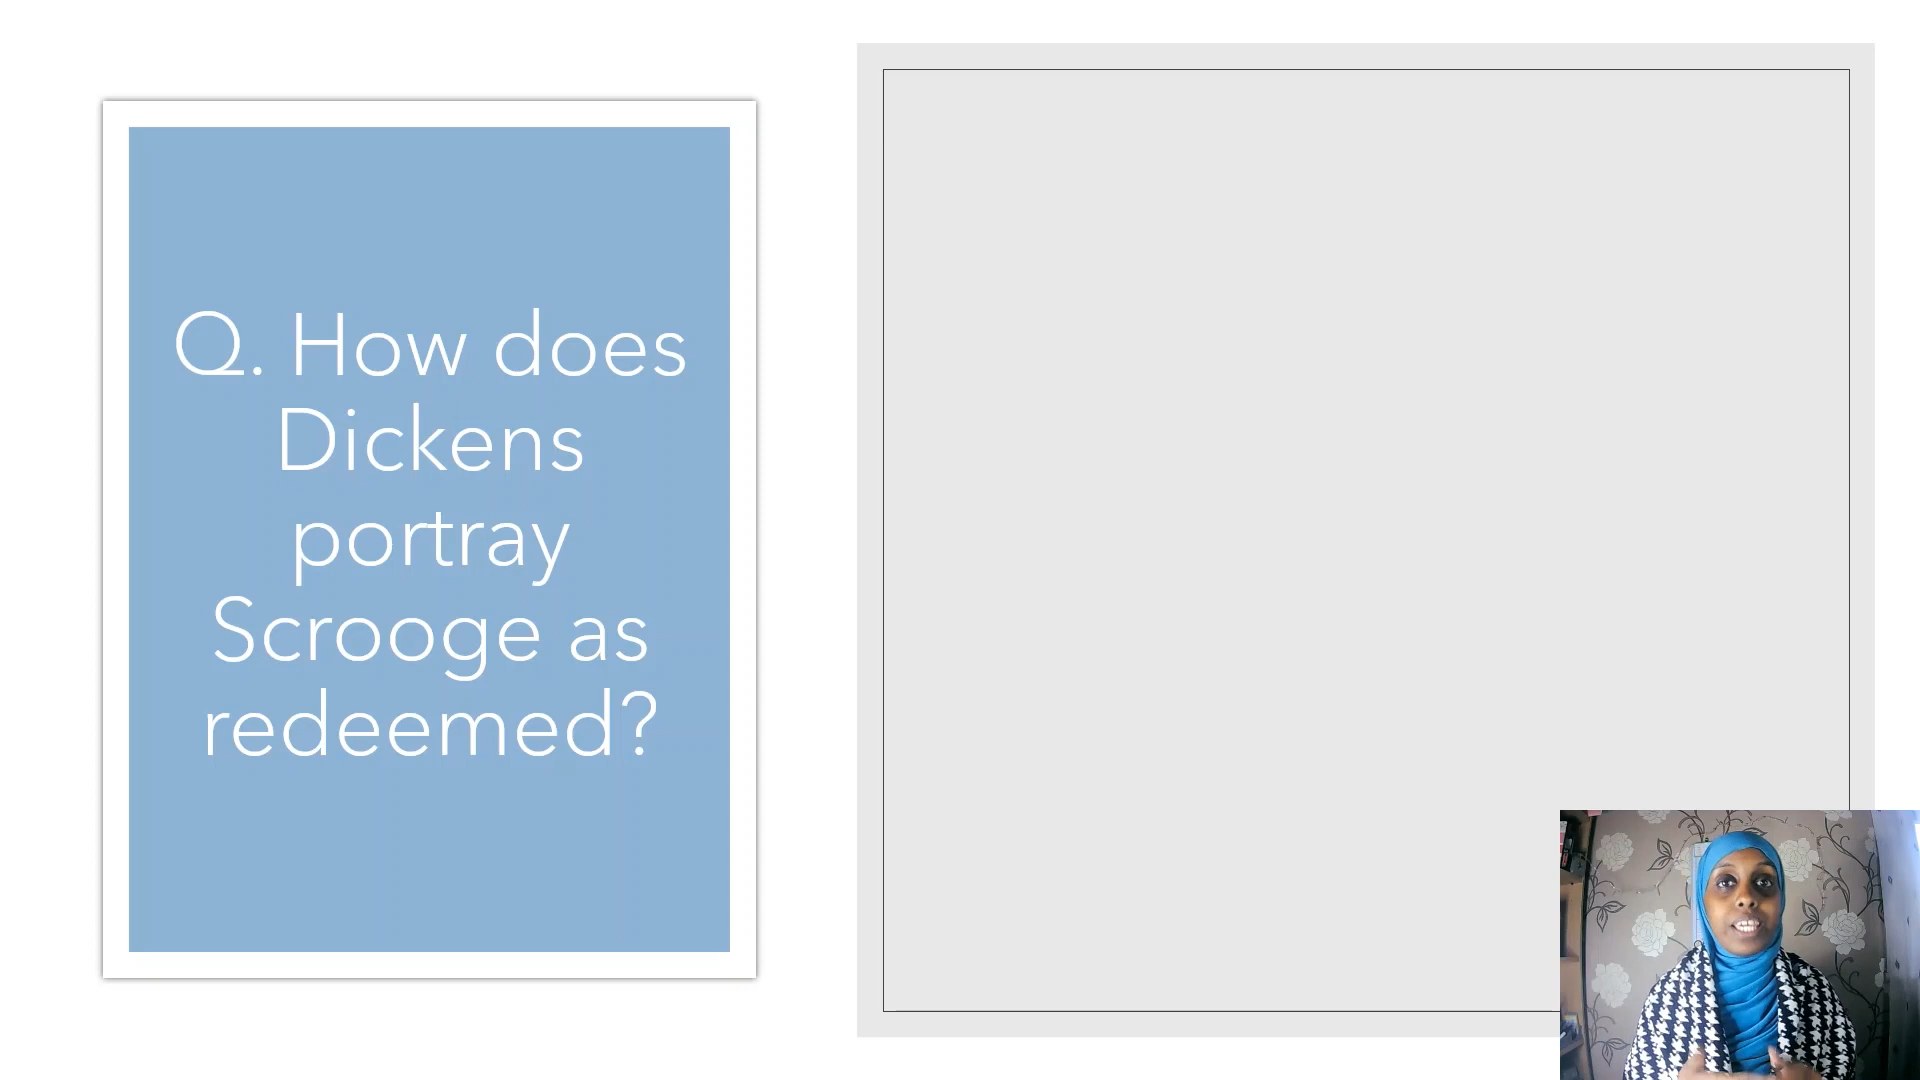 Q. How does
Dickens
portray
Scrooge as
redeemed?